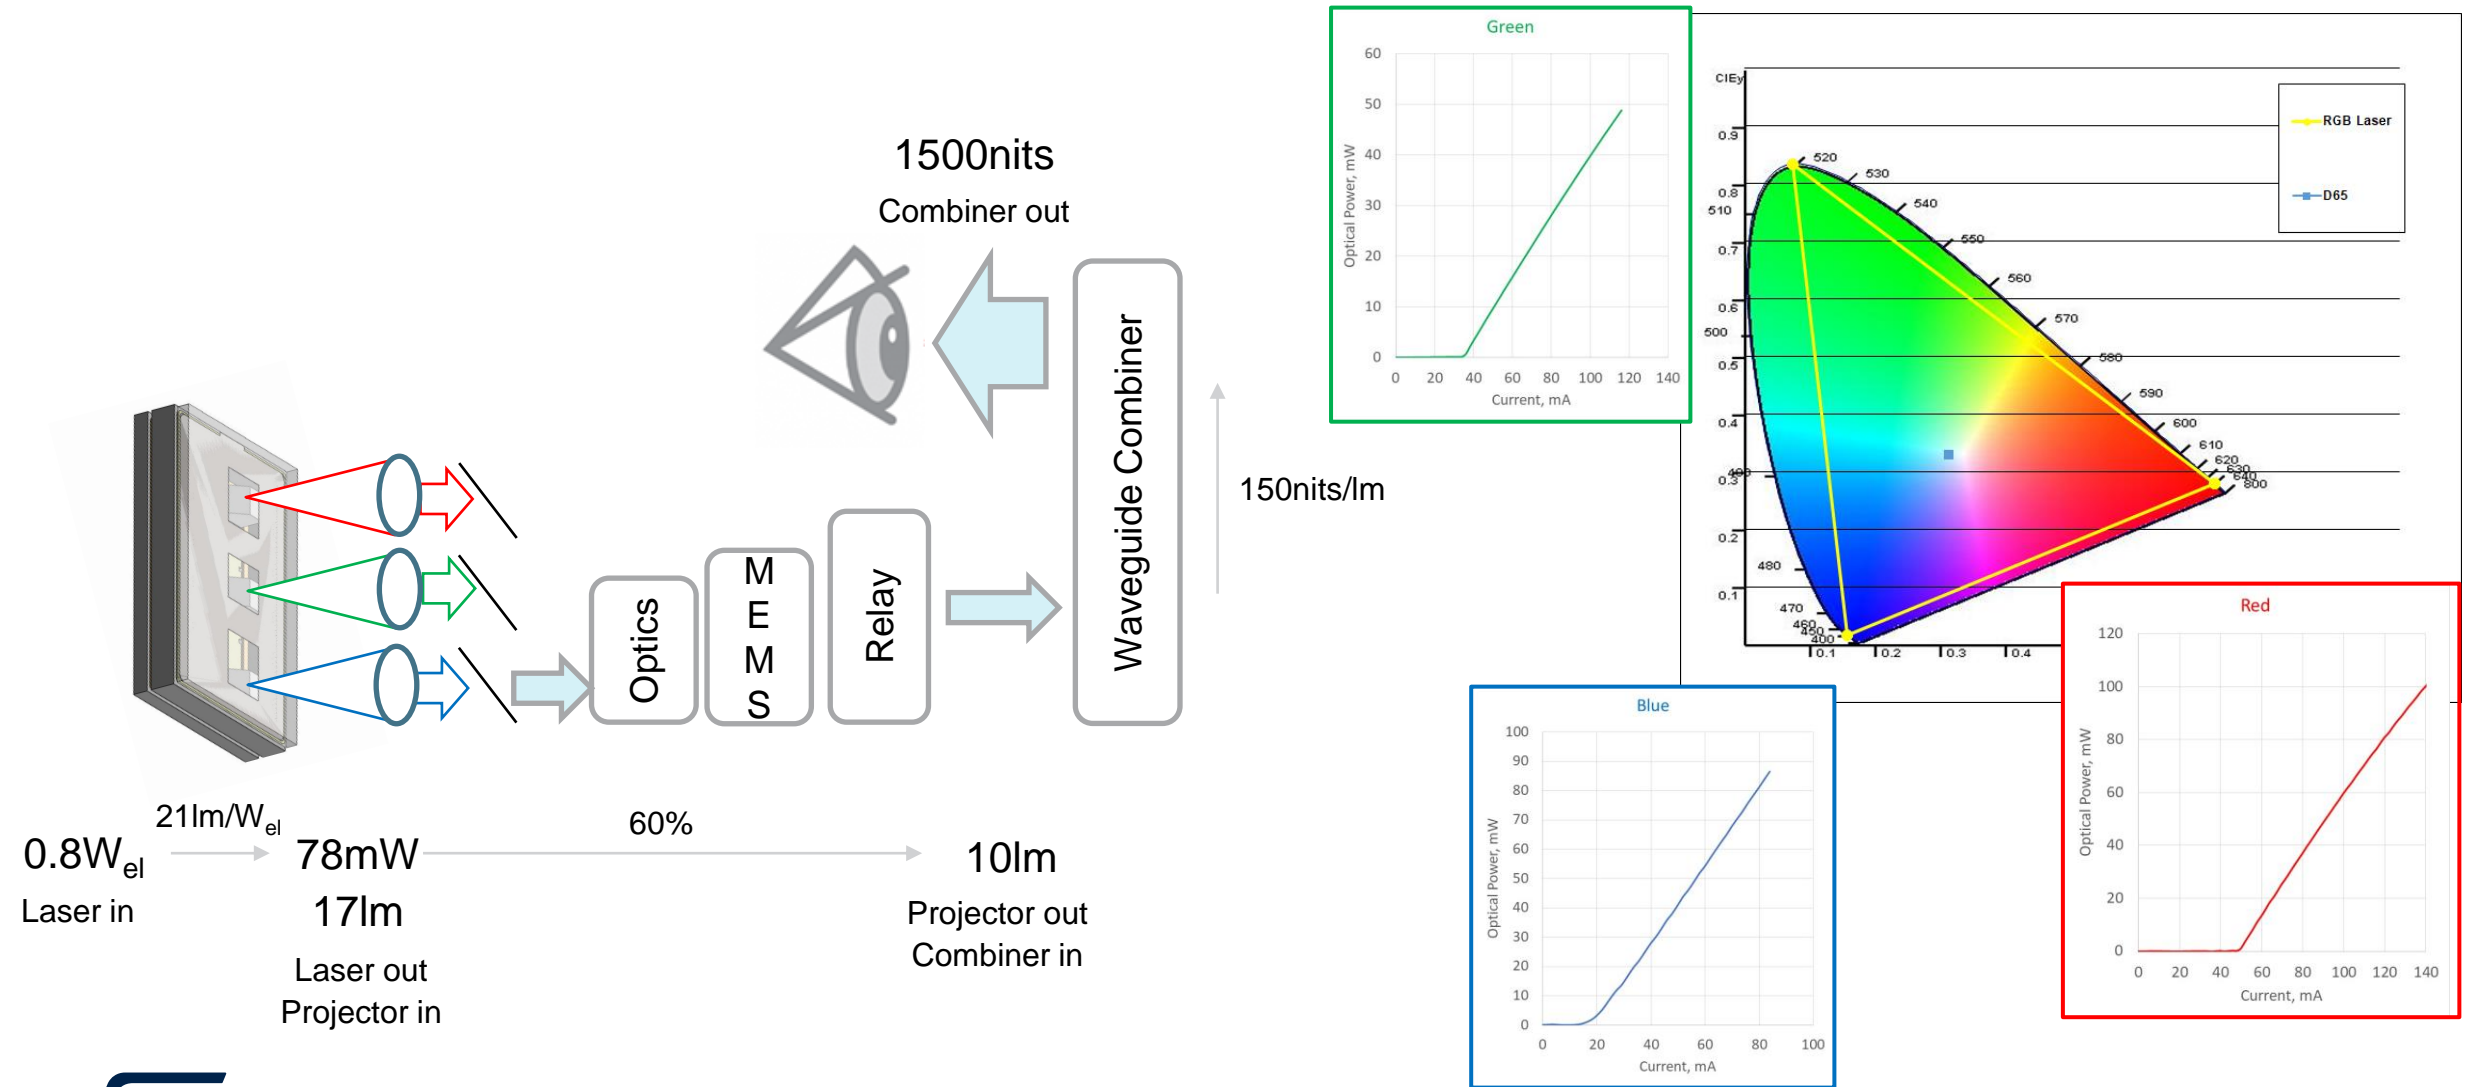 1500nits
Combiner out
Waveguide Combiner
150nits/lm
Optics
M
E
M
S
Relay
21lm/Wel
0.8Wel
Laser in
78mW
17lm
Laser out
Projector in
60%
10lm
Projector out
Combiner in
Green
Optical Power, mW
60
50
40
30
20
10
0
0 20 40 60 80 100 120 140
Current, mA
CIEy
0.9
0.8
0.7
0.6
0.5
0.4
0.3
0.2
0.1
0.1 0.2 0.3 0.4
520
530
540
550
560
570
580
590
600
610
620
630
640
800
510
500
490
480
470
460
450
400
RGB Laser
D65
Blue
Optical Power, mW
100
90
80
70
60
50
40
30
20
10
0
0 20 40 60 80 100
Current, mA
Red
Optical Power, mW
120
100
80
60
40
20
0
0 20 40 60 80 100 120 140
Current, mA